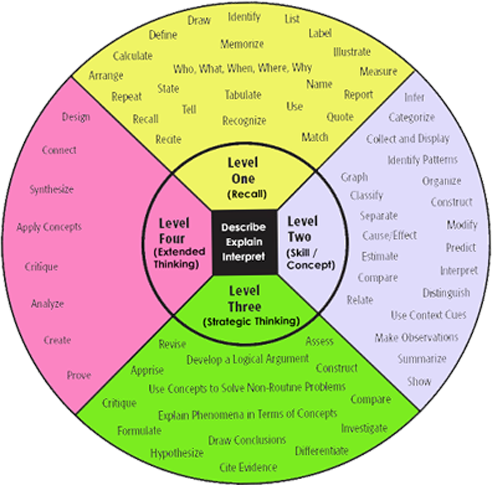 Draw
Identify
List
Define
Label
Memorize
Calculate
Illustrate
Arrange
Who, What, When, Where, Why
Measure
Repeat
State
Name
Report
Tabulate
Tell
Use
Recall
Recognize
Quote
Recite
Match
Level
One
(Recall)
Design
Connect
Synthesize
Apply Concepts
Critique
Analyze
Create
Prove
Level
Four
(Extended
Thinking)
Describe
Explain
Interpret
Level
Two
(Skill /
Concept)
Infer
Categorize
Collect and Display
Identify Patterns
Graph
Organize
Classify
Construct
Separate
Modify
Cause/Effect
Predict
Estimate
Interpret
Compare
Distinguish
Relate
Use Context Cues
Make Observations
Summarize
Show
Level
Three
(Strategic Thinking)
Revise
Assess
Develop a Logical Argument
Apprise
Construct
Use Concepts to Solve Non-Routine Problems
Critique
Compare
Explain Phenomena in Terms of Concepts
Formulate
Investigate
Draw Conclusions
Hypothesize
Differentiate
Cite Evidence